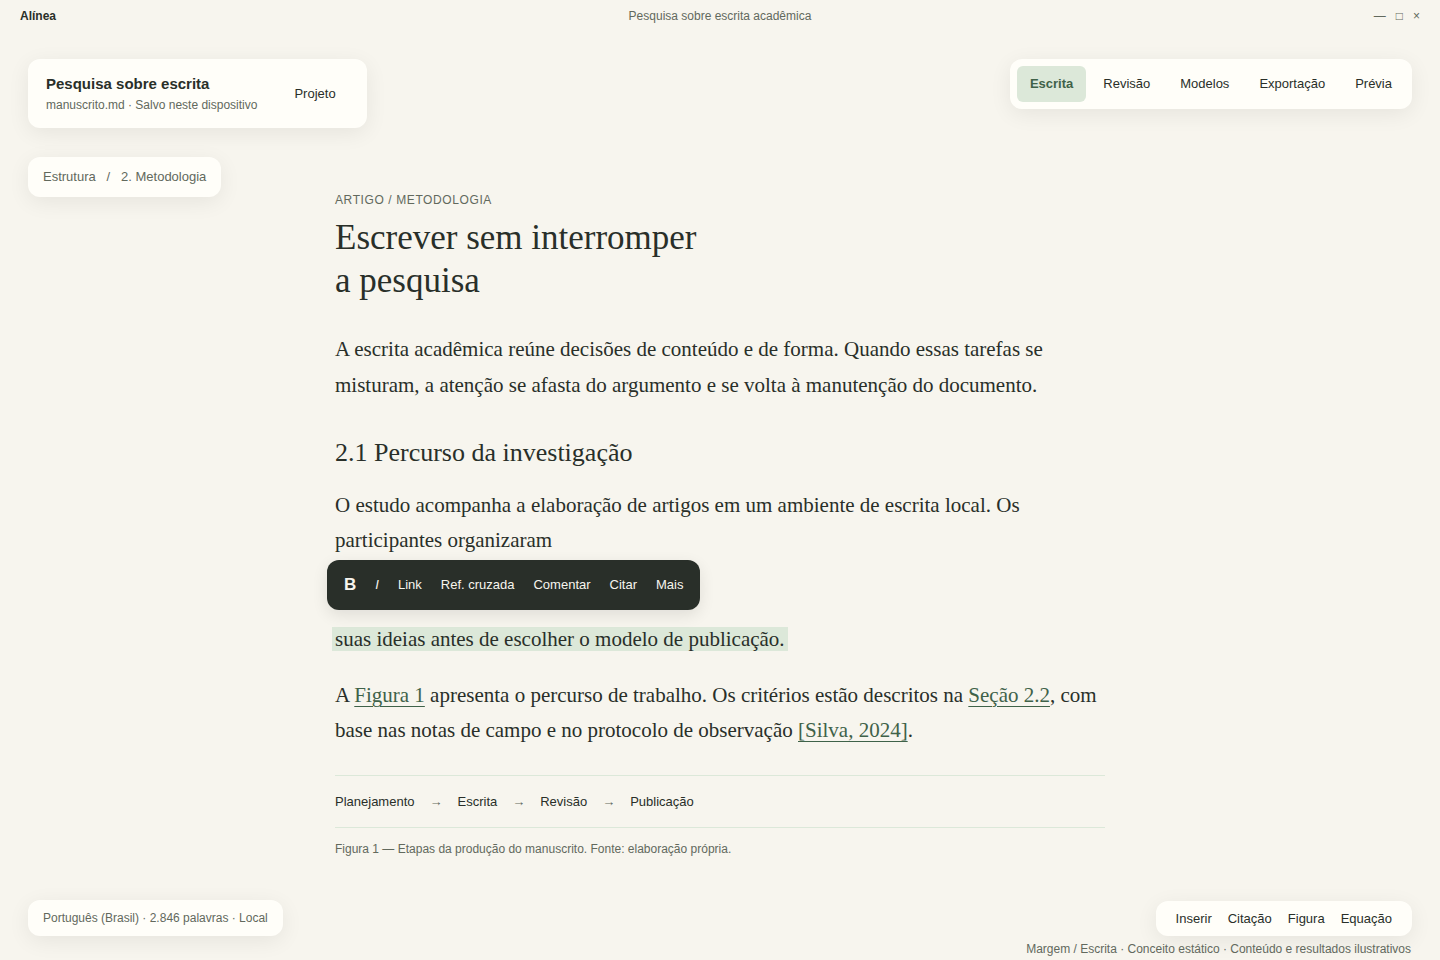 Alínea
Pesquisa sobre escrita acadêmica
— □ ×
Pesquisa sobre escrita
manuscrito.md · Salvo neste dispositivo
Projeto
Escrita Revisão Modelos Exportação Prévia
Estrutura / 2. Metodologia
ARTIGO / METODOLOGIA
Escrever sem interromper
a pesquisa
A escrita acadêmica reúne decisões de conteúdo e de forma. Quando essas tarefas se
misturam, a atenção se afasta do argumento e se volta à manutenção do documento.
2.1 Percurso da investigação
O estudo acompanha a elaboração de artigos em um ambiente de escrita local. Os
participantes organizaram
B I Link Ref. cruzada Comentar Citar Mais
suas ideias antes de escolher o modelo de publicação.
A Figura 1 apresenta o percurso de trabalho. Os critérios estão descritos na Seção 2.2, com
base nas notas de campo e no protocolo de observação [Silva, 2024].
Planejamento → Escrita → Revisão → Publicação
Figura 1 — Etapas da produção do manuscrito. Fonte: elaboração própria.
Português (Brasil) · 2.846 palavras · Local
Inserir Citação Figura Equação
Margem / Escrita · Conceito estático · Conteúdo e resultados ilustrativos